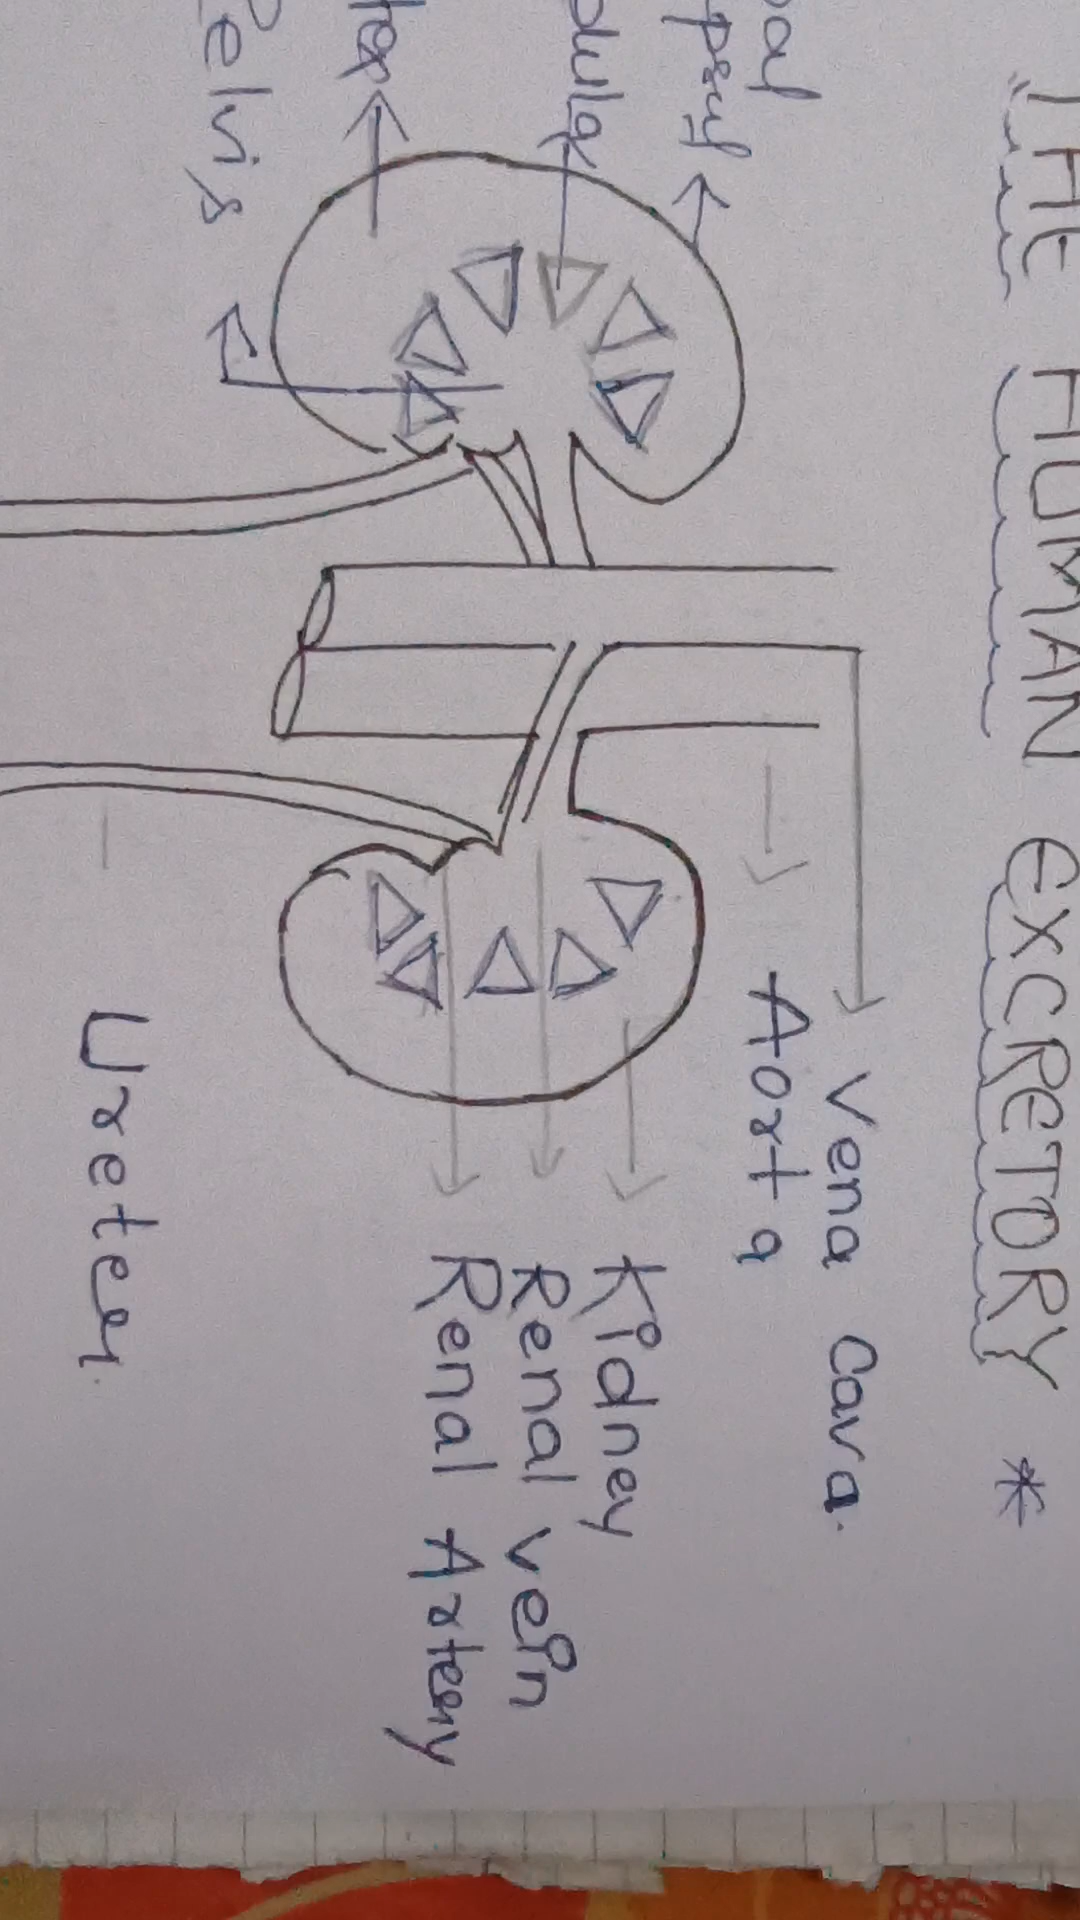 THE HUMAN EXCRETORY *
Vena Cava.
Aorta
Kidney
Renal vein
Renal Artery
Pelvis
Ureter.